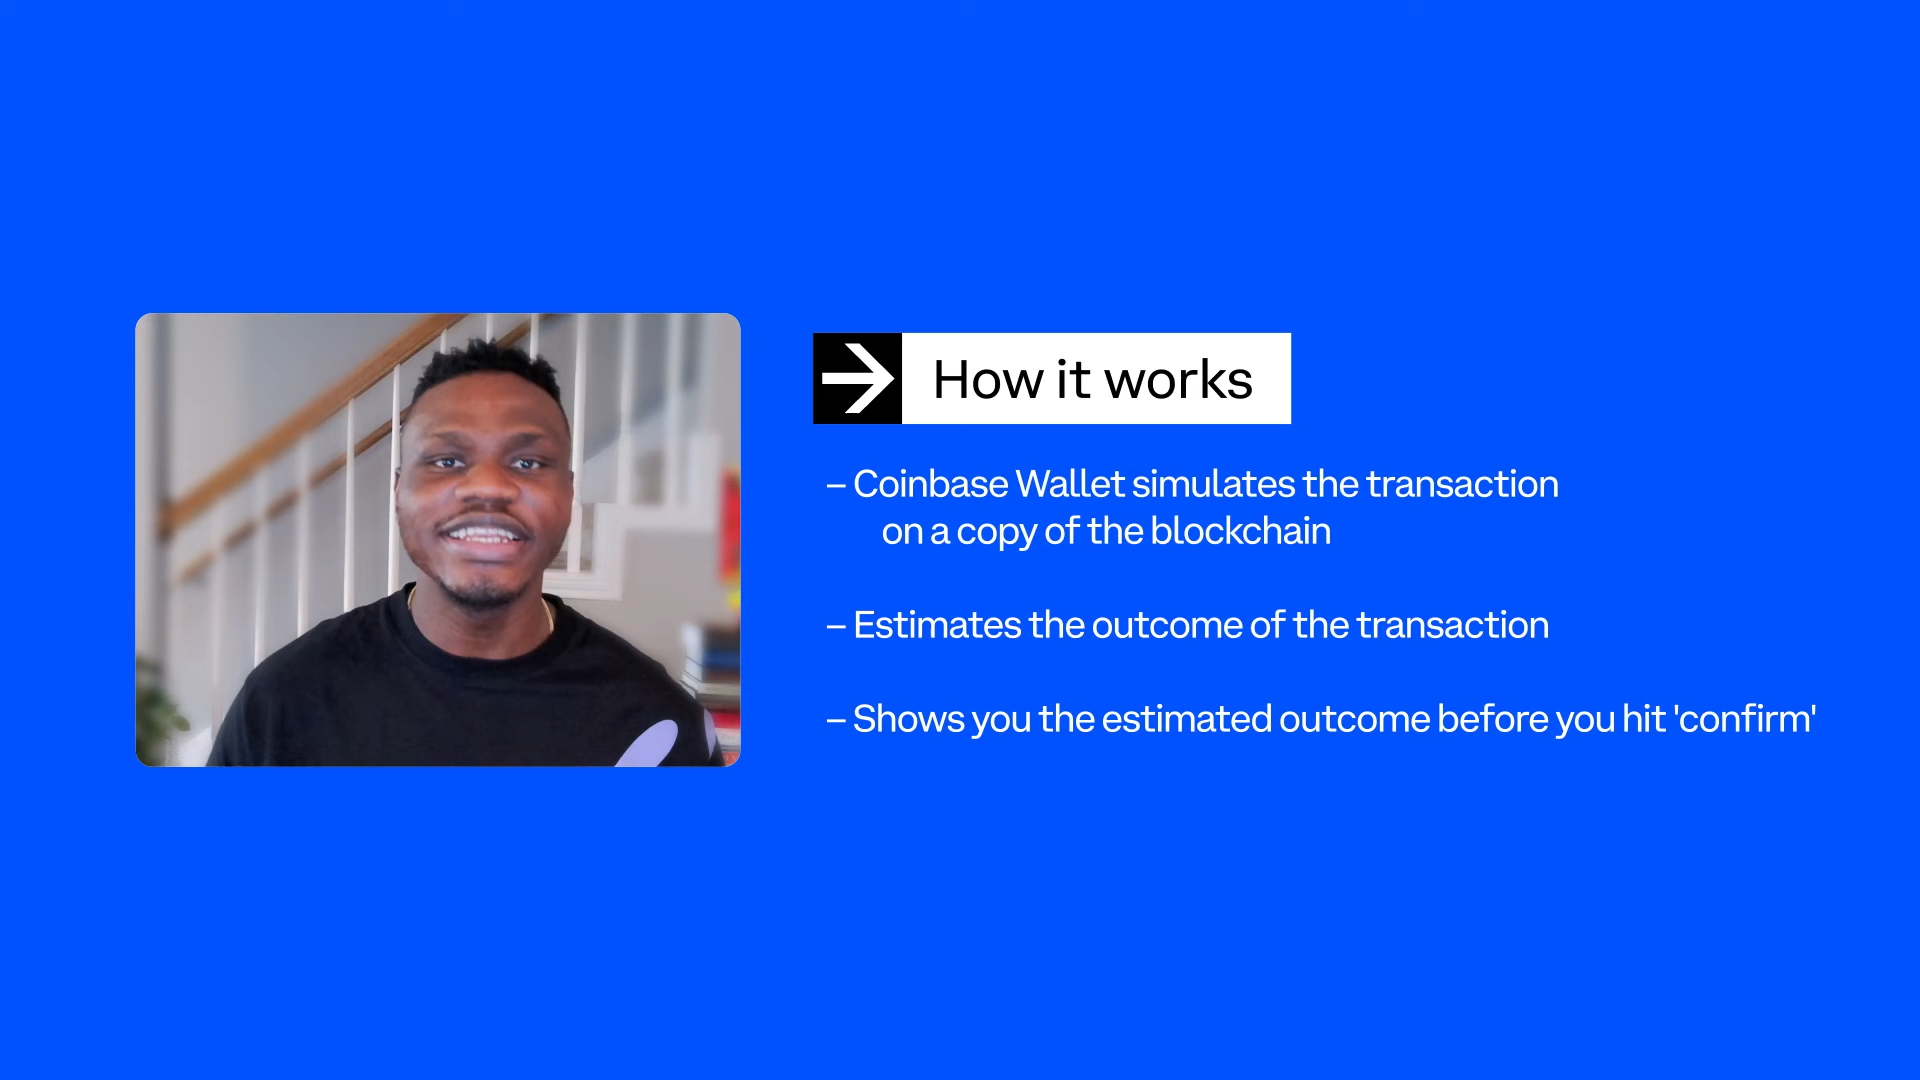 How it works
– Coinbase Wallet simulates the transaction
on a copy of the blockchain
– Estimates the outcome of the transaction
– Shows you the estimated outcome before you hit 'confirm'